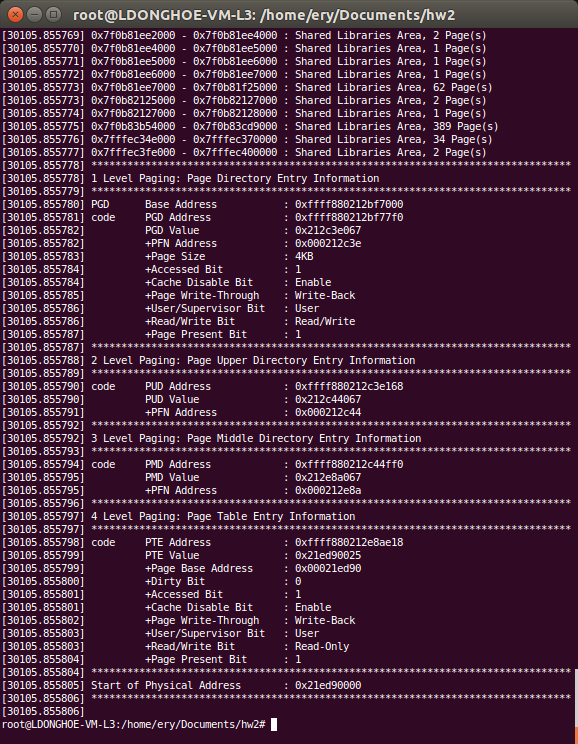 root@LDONGHOE-VM-L3: /home/ery/Documents/hw2
[30105.855769] 0x7f0b81ee2000 - 0x7f0b81ee4000 : Shared Libraries Area, 2 Page(s)
[30105.855770] 0x7f0b81ee4000 - 0x7f0b81ee5000 : Shared Libraries Area, 1 Page(s)
[30105.855771] 0x7f0b81ee5000 - 0x7f0b81ee6000 : Shared Libraries Area, 1 Page(s)
[30105.855772] 0x7f0b81ee6000 - 0x7f0b81ee7000 : Shared Libraries Area, 1 Page(s)
[30105.855773] 0x7f0b81ee7000 - 0x7f0b81f25000 : Shared Libraries Area, 62 Page(s)
[30105.855773] 0x7f0b82125000 - 0x7f0b82127000 : Shared Libraries Area, 2 Page(s)
[30105.855774] 0x7f0b82127000 - 0x7f0b82128000 : Shared Libraries Area, 1 Page(s)
[30105.855775] 0x7f0b83b54000 - 0x7f0b83cd9000 : Shared Libraries Area, 389 Page(s)
[30105.855776] 0x7fffec34e000 - 0x7fffec370000 : Shared Libraries Area, 34 Page(s)
[30105.855777] 0x7fffec3fe000 - 0x7fffec400000 : Shared Libraries Area, 2 Page(s)
[30105.855778] ********************************************************************************
[30105.855778] 1 Level Paging: Page Directory Entry Information
[30105.855779] ********************************************************************************
[30105.855780] PGD      Base Address           : 0xffff880212bf7000
[30105.855781] code     PGD Address            : 0xffff880212bf77f0
[30105.855782]          PGD Value              : 0x212c3e067
[30105.855782]          +PFN Address           : 0x000212c3e
[30105.855783]          +Page Size             : 4KB
[30105.855784]          +Accessed Bit          : 1
[30105.855784]          +Cache Disable Bit     : Enable
[30105.855785]          +Page Write-Through    : Write-Back
[30105.855786]          +User/Supervisor Bit   : User
[30105.855786]          +Read/Write Bit        : Read/Write
[30105.855787]          +Page Present Bit      : 1
[30105.855787] ********************************************************************************
[30105.855788] 2 Level Paging: Page Upper Directory Entry Information
[30105.855789] ********************************************************************************
[30105.855790] code     PUD Address            : 0xffff880212c3e168
[30105.855790]          PUD Value              : 0x212c44067
[30105.855791]          +PFN Address           : 0x000212c44
[30105.855792] ********************************************************************************
[30105.855792] 3 Level Paging: Page Middle Directory Entry Information
[30105.855793] ********************************************************************************
[30105.855794] code     PMD Address            : 0xffff880212c44ff0
[30105.855795]          PMD Value              : 0x212e8a067
[30105.855795]          +PFN Address           : 0x000212e8a
[30105.855796] ********************************************************************************
[30105.855797] 4 Level Paging: Page Table Entry Information
[30105.855797] ********************************************************************************
[30105.855798] code     PTE Address            : 0xffff880212e8ae18
[30105.855799]          PTE Value              : 0x21ed90025
[30105.855799]          +Page Base Address     : 0x00021ed90
[30105.855800]          +Dirty Bit             : 0
[30105.855801]          +Accessed Bit          : 1
[30105.855801]          +Cache Disable Bit     : Enable
[30105.855802]          +Page Write-Through    : Write-Back
[30105.855803]          +User/Supervisor Bit   : User
[30105.855803]          +Read/Write Bit        : Read-Only
[30105.855804]          +Page Present Bit      : 1
[30105.855804] ********************************************************************************
[30105.855805] Start of Physical Address       : 0x21ed90000
[30105.855806] ********************************************************************************
[30105.855806]
root@LDONGHOE-VM-L3:/home/ery/Documents/hw2#